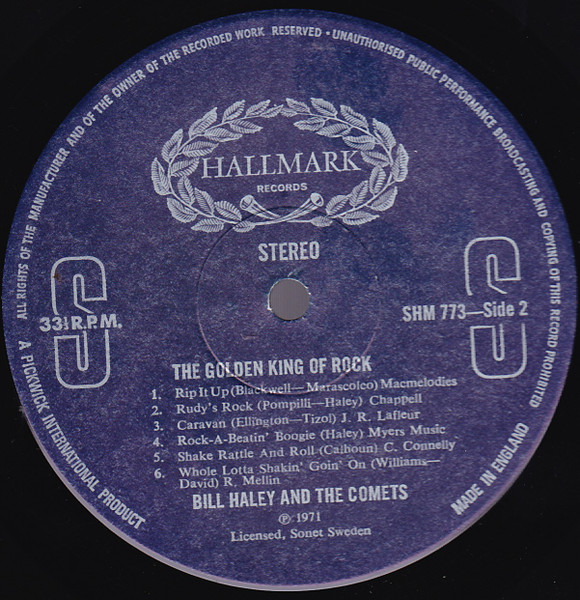 ALL RIGHTS OF THE MANUFACTURER AND OF THE OWNER OF THE RECORDED WORK RESERVED • UNAUTHORISED PUBLIC PERFORMANCE BROADCASTING AND COPYING OF THIS RECORD PROHIBITED
HALLMARK
RECORDS
STEREO
33⅓ R.P.M.
SHM 773—Side 2
THE GOLDEN KING OF ROCK
1. Rip It Up (Blackwell—Marascolco) Macmelodies
2. Rudy's Rock (Pompilli—Haley) Chappell
3. Caravan (Ellington—Tizol) J. R. Lafleur
4. Rock-A-Beatin' Boogie (Haley) Myers Music
5. Shake Rattle And Roll (Calhoun) C. Connelly
6. Whole Lotta Shakin' Goin' On (Williams—
David) R. Mellin
BILL HALEY AND THE COMETS
℗ 1971
Licensed, Sonet Sweden
A PICKWICK INTERNATIONAL PRODUCT
MADE IN ENGLAND